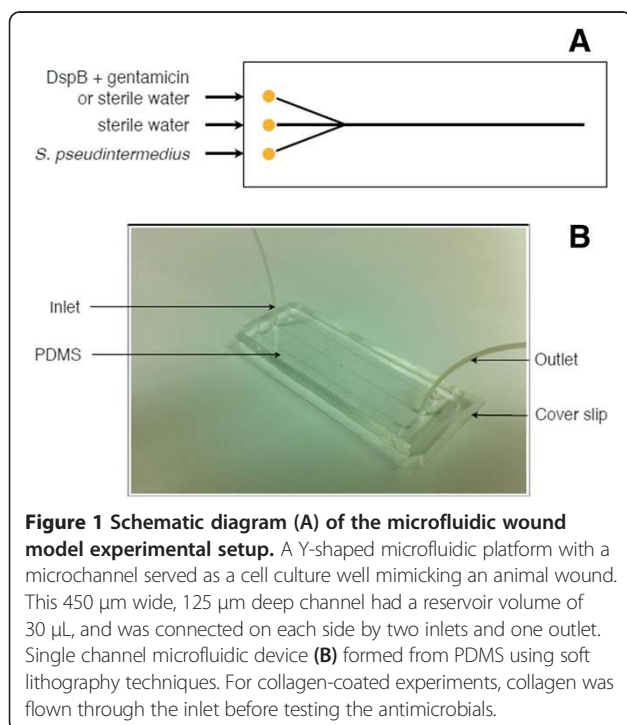 A
DspB + gentamicin
or sterile water
sterile water
S. pseudintermedius
B
Inlet
PDMS
Outlet
Cover slip
Figure 1 Schematic diagram (A) of the microfluidic wound
model experimental setup. A Y-shaped microfluidic platform with a
microchannel served as a cell culture well mimicking an animal wound.
This 450 μm wide, 125 μm deep channel had a reservoir volume of
30 μL, and was connected on each side by two inlets and one outlet.
Single channel microfluidic device (B) formed from PDMS using soft
lithography techniques. For collagen-coated experiments, collagen was
flown through the inlet before testing the antimicrobials.